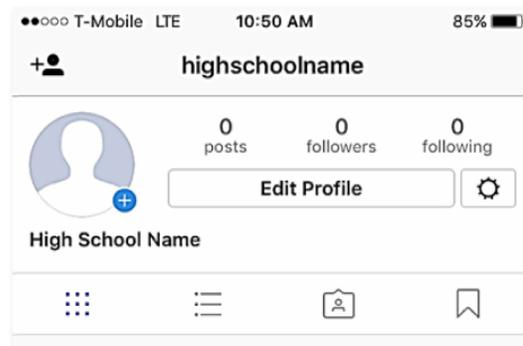 T-Mobile LTE 10:50 AM 85%
highschoolname
0 0 0
posts followers following
Edit Profile
High School Name